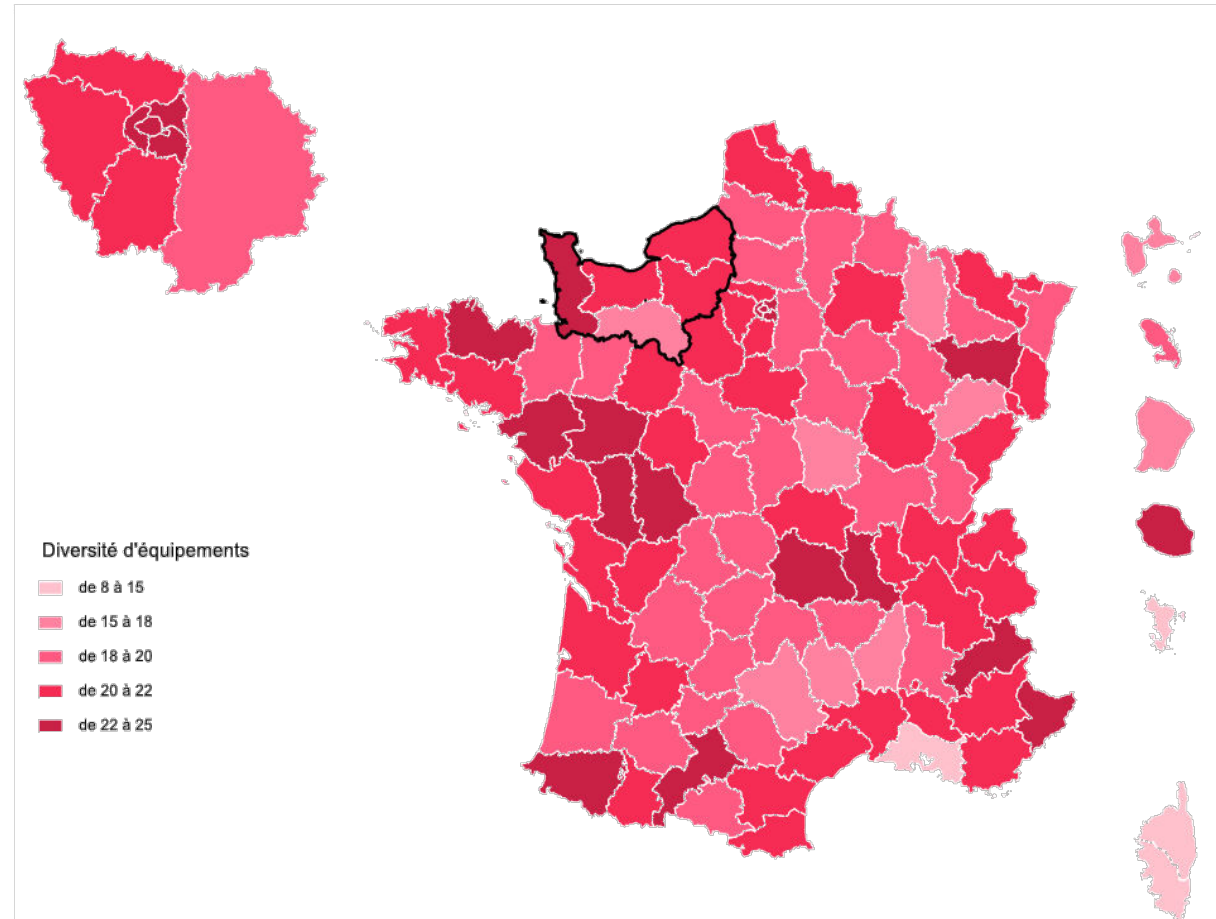 Diversité d'équipements
de 8 à 15
de 15 à 18
de 18 à 20
de 20 à 22
de 22 à 25